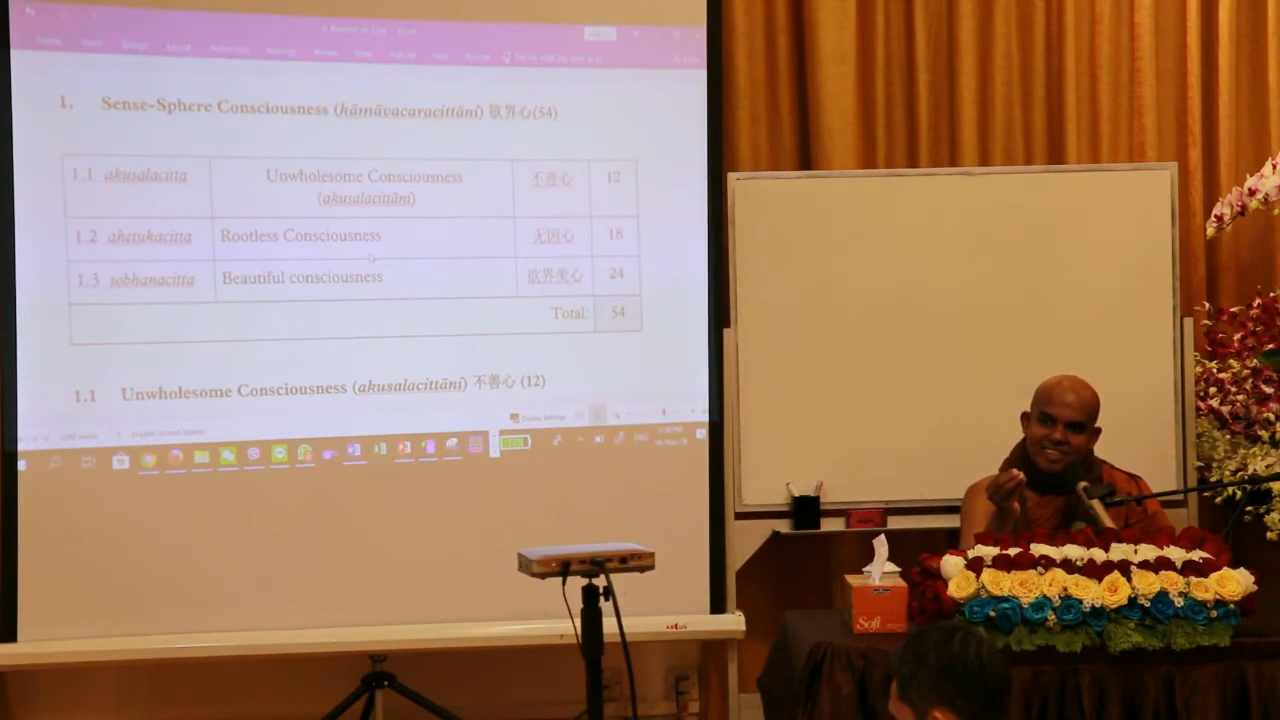 1. Sense-Sphere Consciousness (kāmāvacaracittāni) 欲界心(54)
1.1 akusalacitta Unwholesome Consciousness (akusalacittāni) 不善心 12
1.2 ahetukacitta Rootless Consciousness 无因心 18
1.3 sobhanacitta Beautiful consciousness 欲界美心 24
Total: 54
1.1 Unwholesome Consciousness (akusalacittāni) 不善心 (12)
Display Settings
Soft